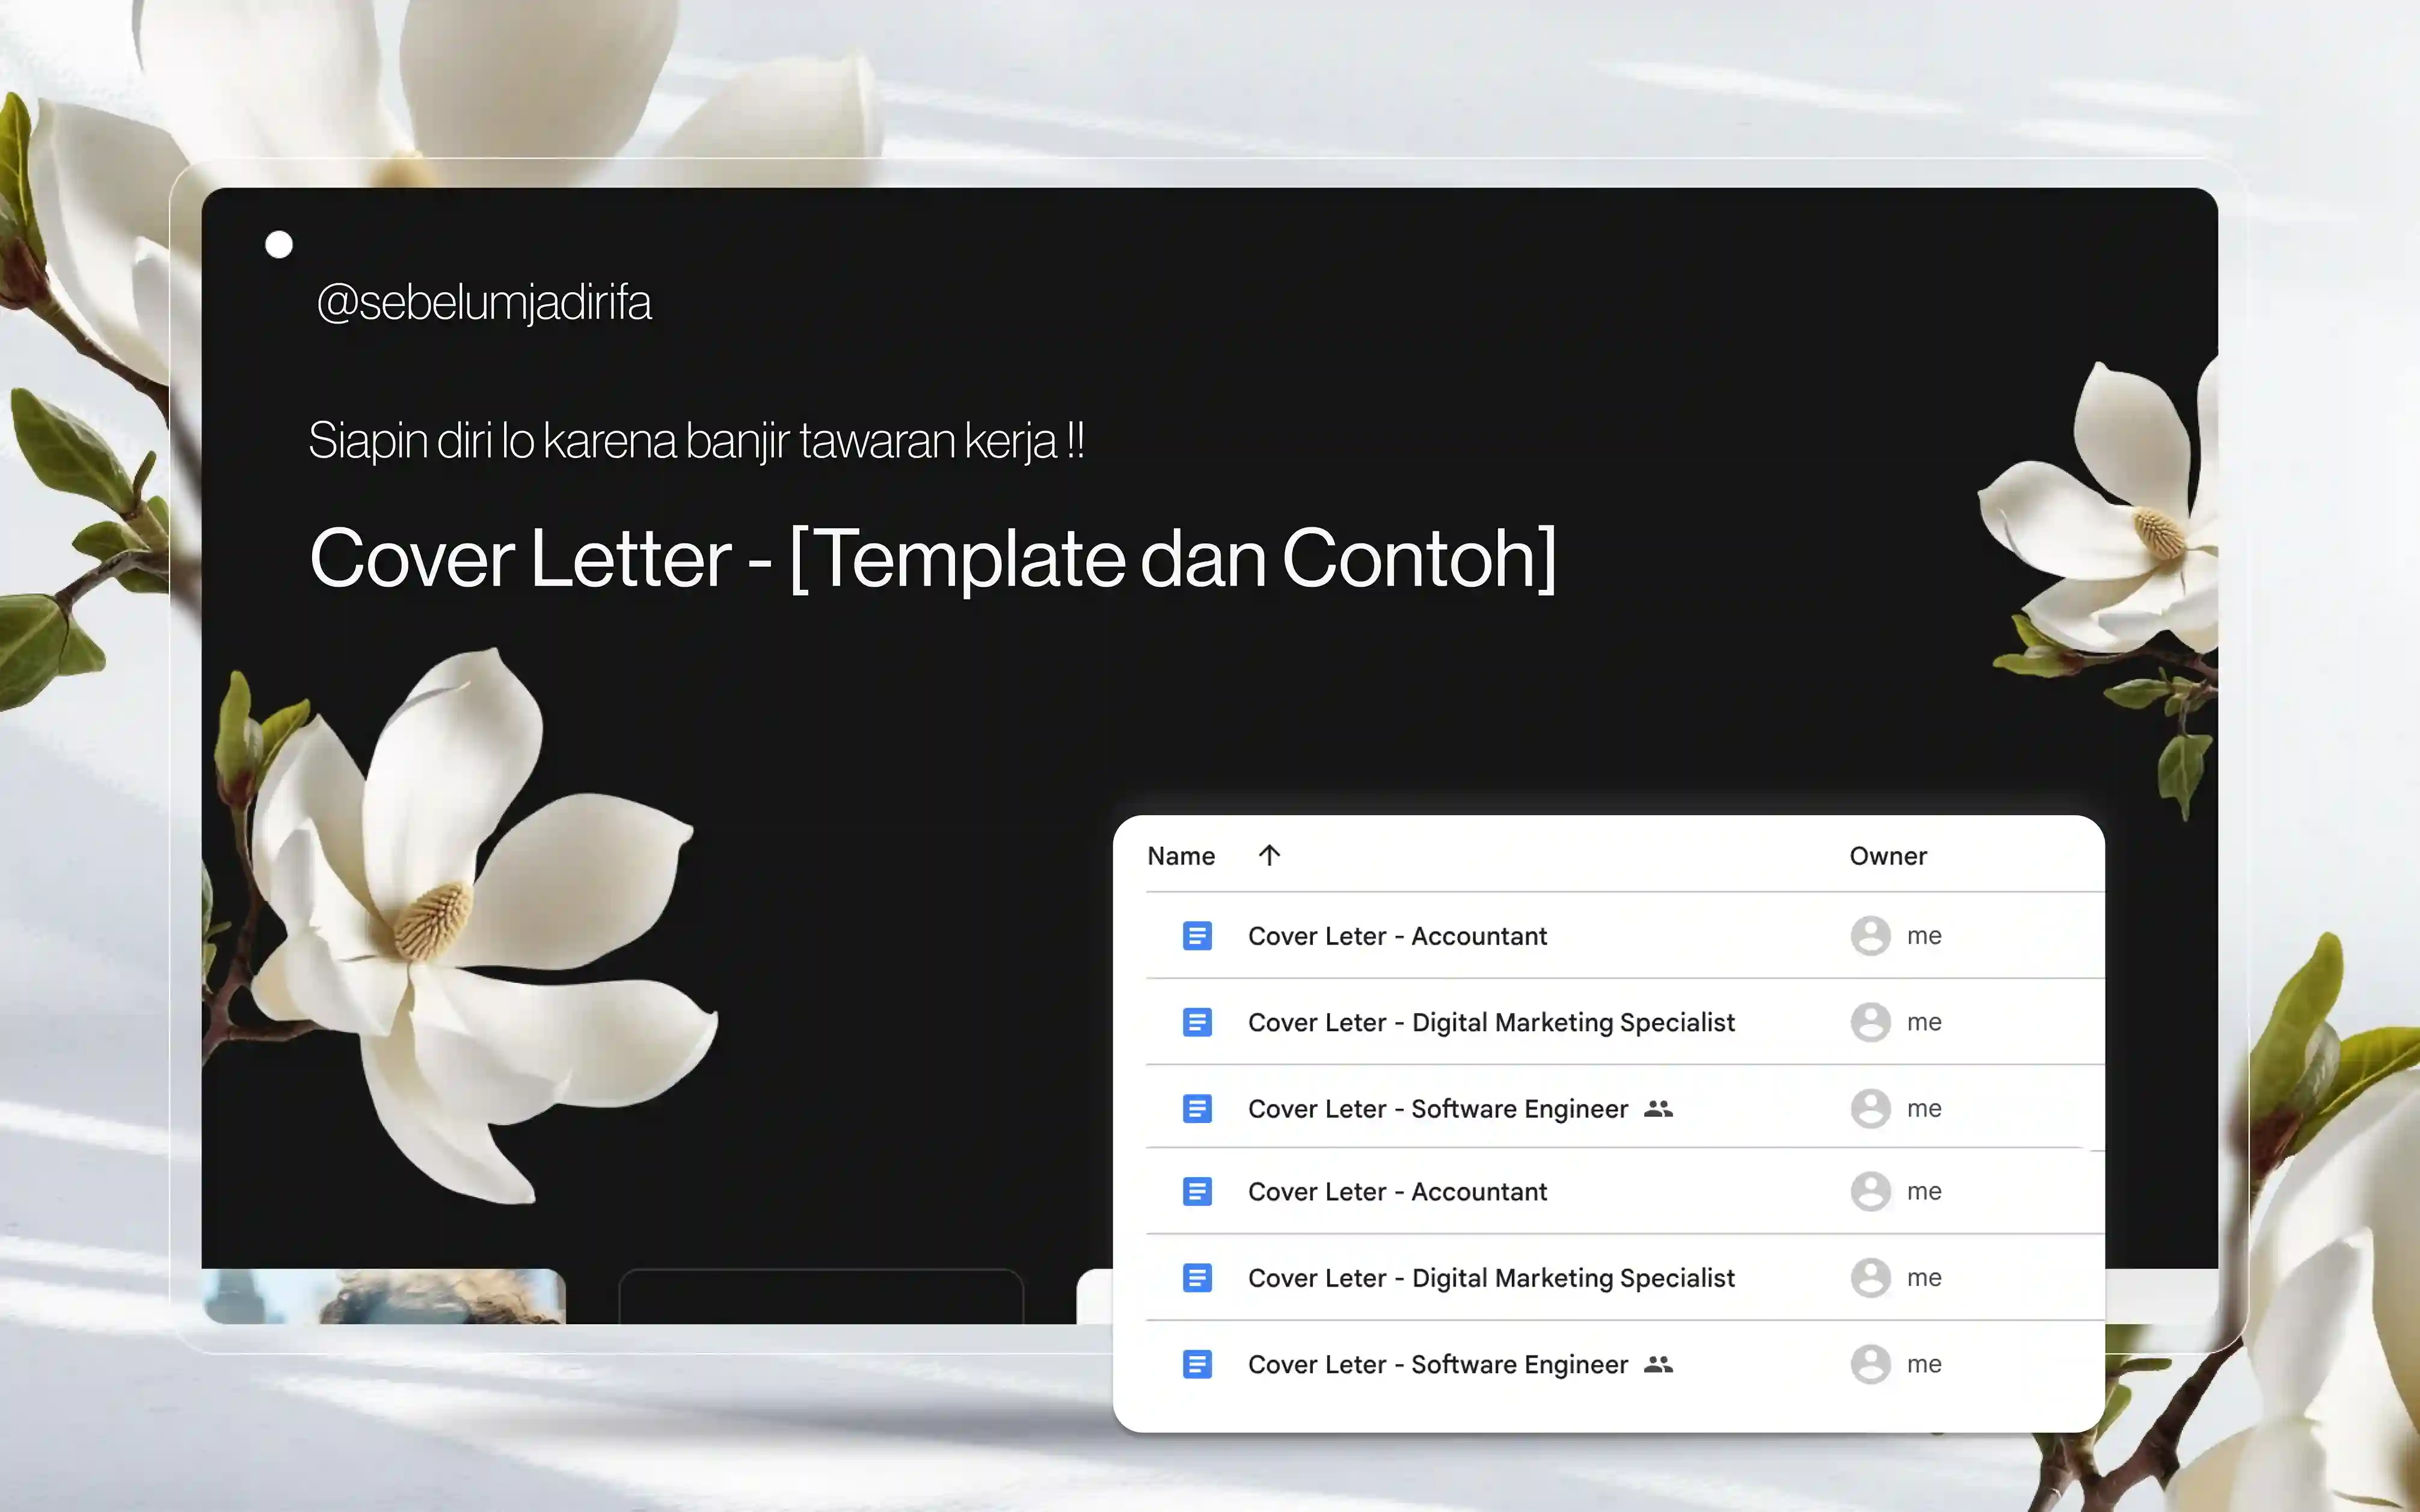 @sebelumjadirifa
Siapin diri lo karena banjir tawaran kerja !!
Cover Letter - [Template dan Contoh]
Name ↑ Owner
Cover Leter - Accountant me
Cover Leter - Digital Marketing Specialist me
Cover Leter - Software Engineer me
Cover Leter - Accountant me
Cover Leter - Digital Marketing Specialist me
Cover Leter - Software Engineer me